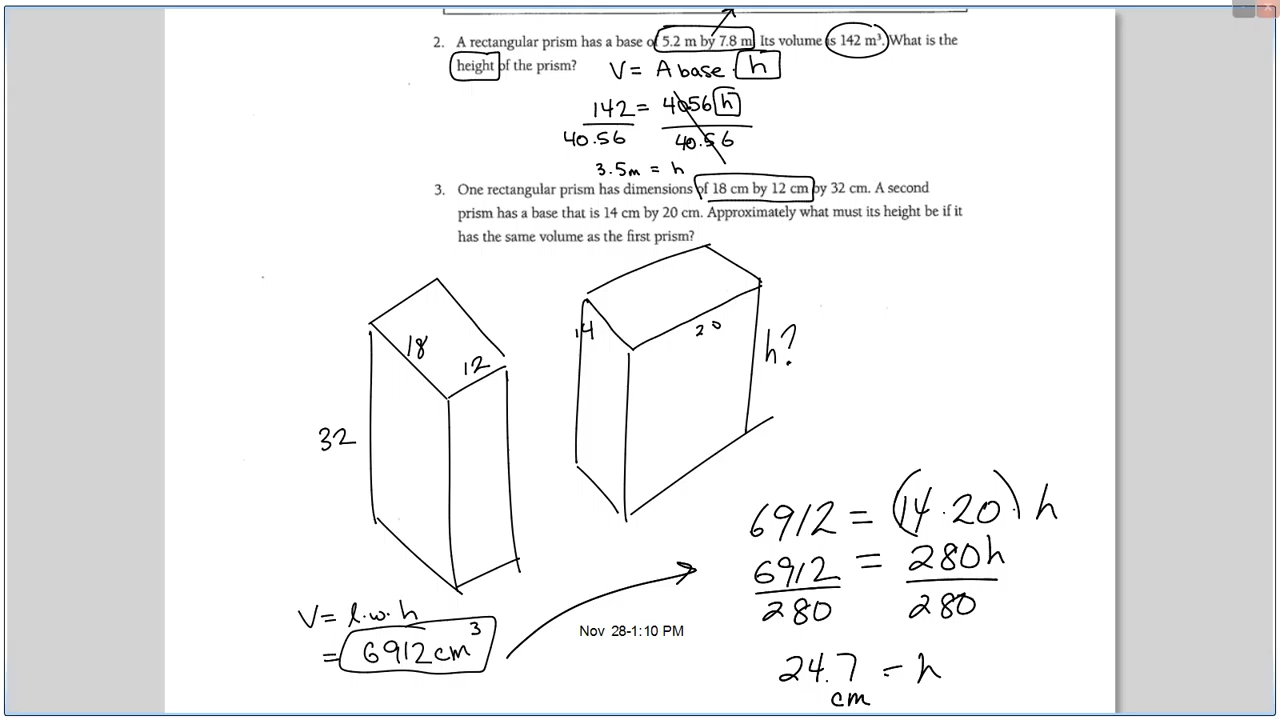 2. A rectangular prism has a base of 5.2 m by 7.8 m. Its volume is 142 m³. What is the
height of the prism?
V = A base · h
142 = 40.56 h
40.56 40.56
3.5m = h
3. One rectangular prism has dimensions of 18 cm by 12 cm by 32 cm. A second
prism has a base that is 14 cm by 20 cm. Approximately what must its height be if it
has the same volume as the first prism?
18
12
32
14
20
h?
V = l·w·h
= 6912 cm³
Nov 28-1:10 PM
6912 = (14·20)·h
6912 = 280h
280 280
24.7 = h
cm